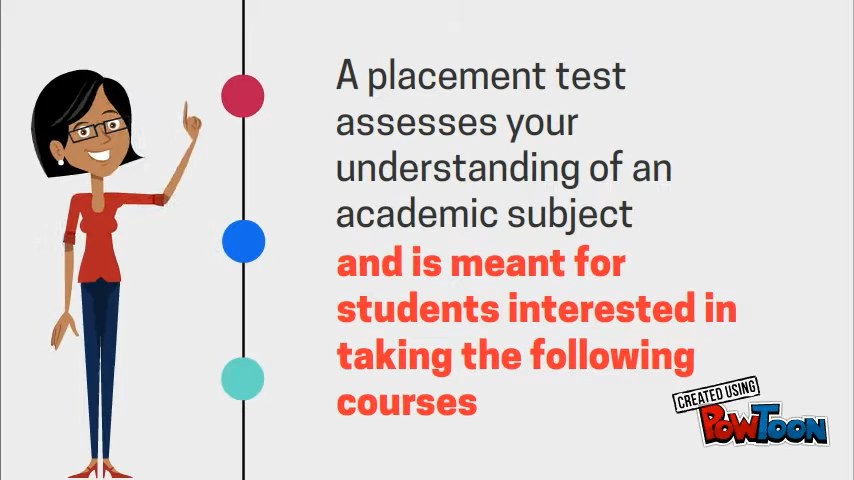 A placement test
assesses your
understanding of an
academic subject
and is meant for
students interested in
taking the following
courses
CREATED USING
POWTOON